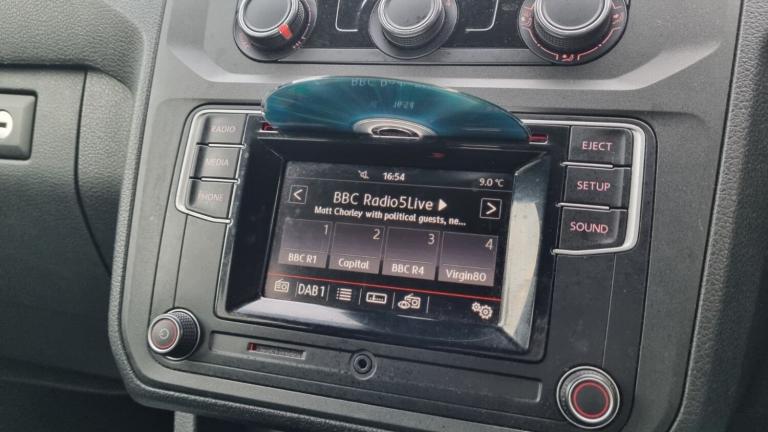 RADIO
MEDIA
PHONE
EJECT
SETUP
SOUND
16:54
9.0 °C
< BBC Radio5Live ▶ >
Matt Chorley with political guests, ne...
1 2 3 4
BBC R1 Capital BBC R4 Virgin80
DAB1